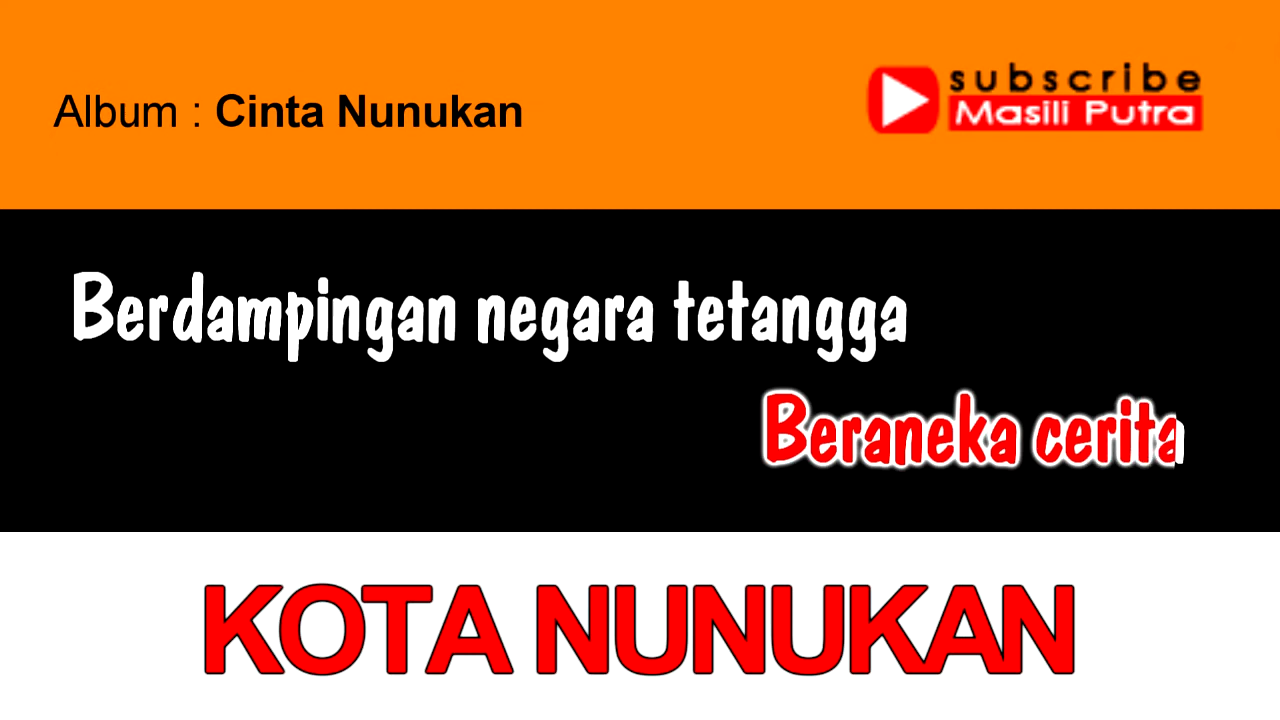 Album : Cinta Nunukan
subscribe
Masili Putra
Berdampingan negara tetangga
Beraneka cerita
KOTA NUNUKAN